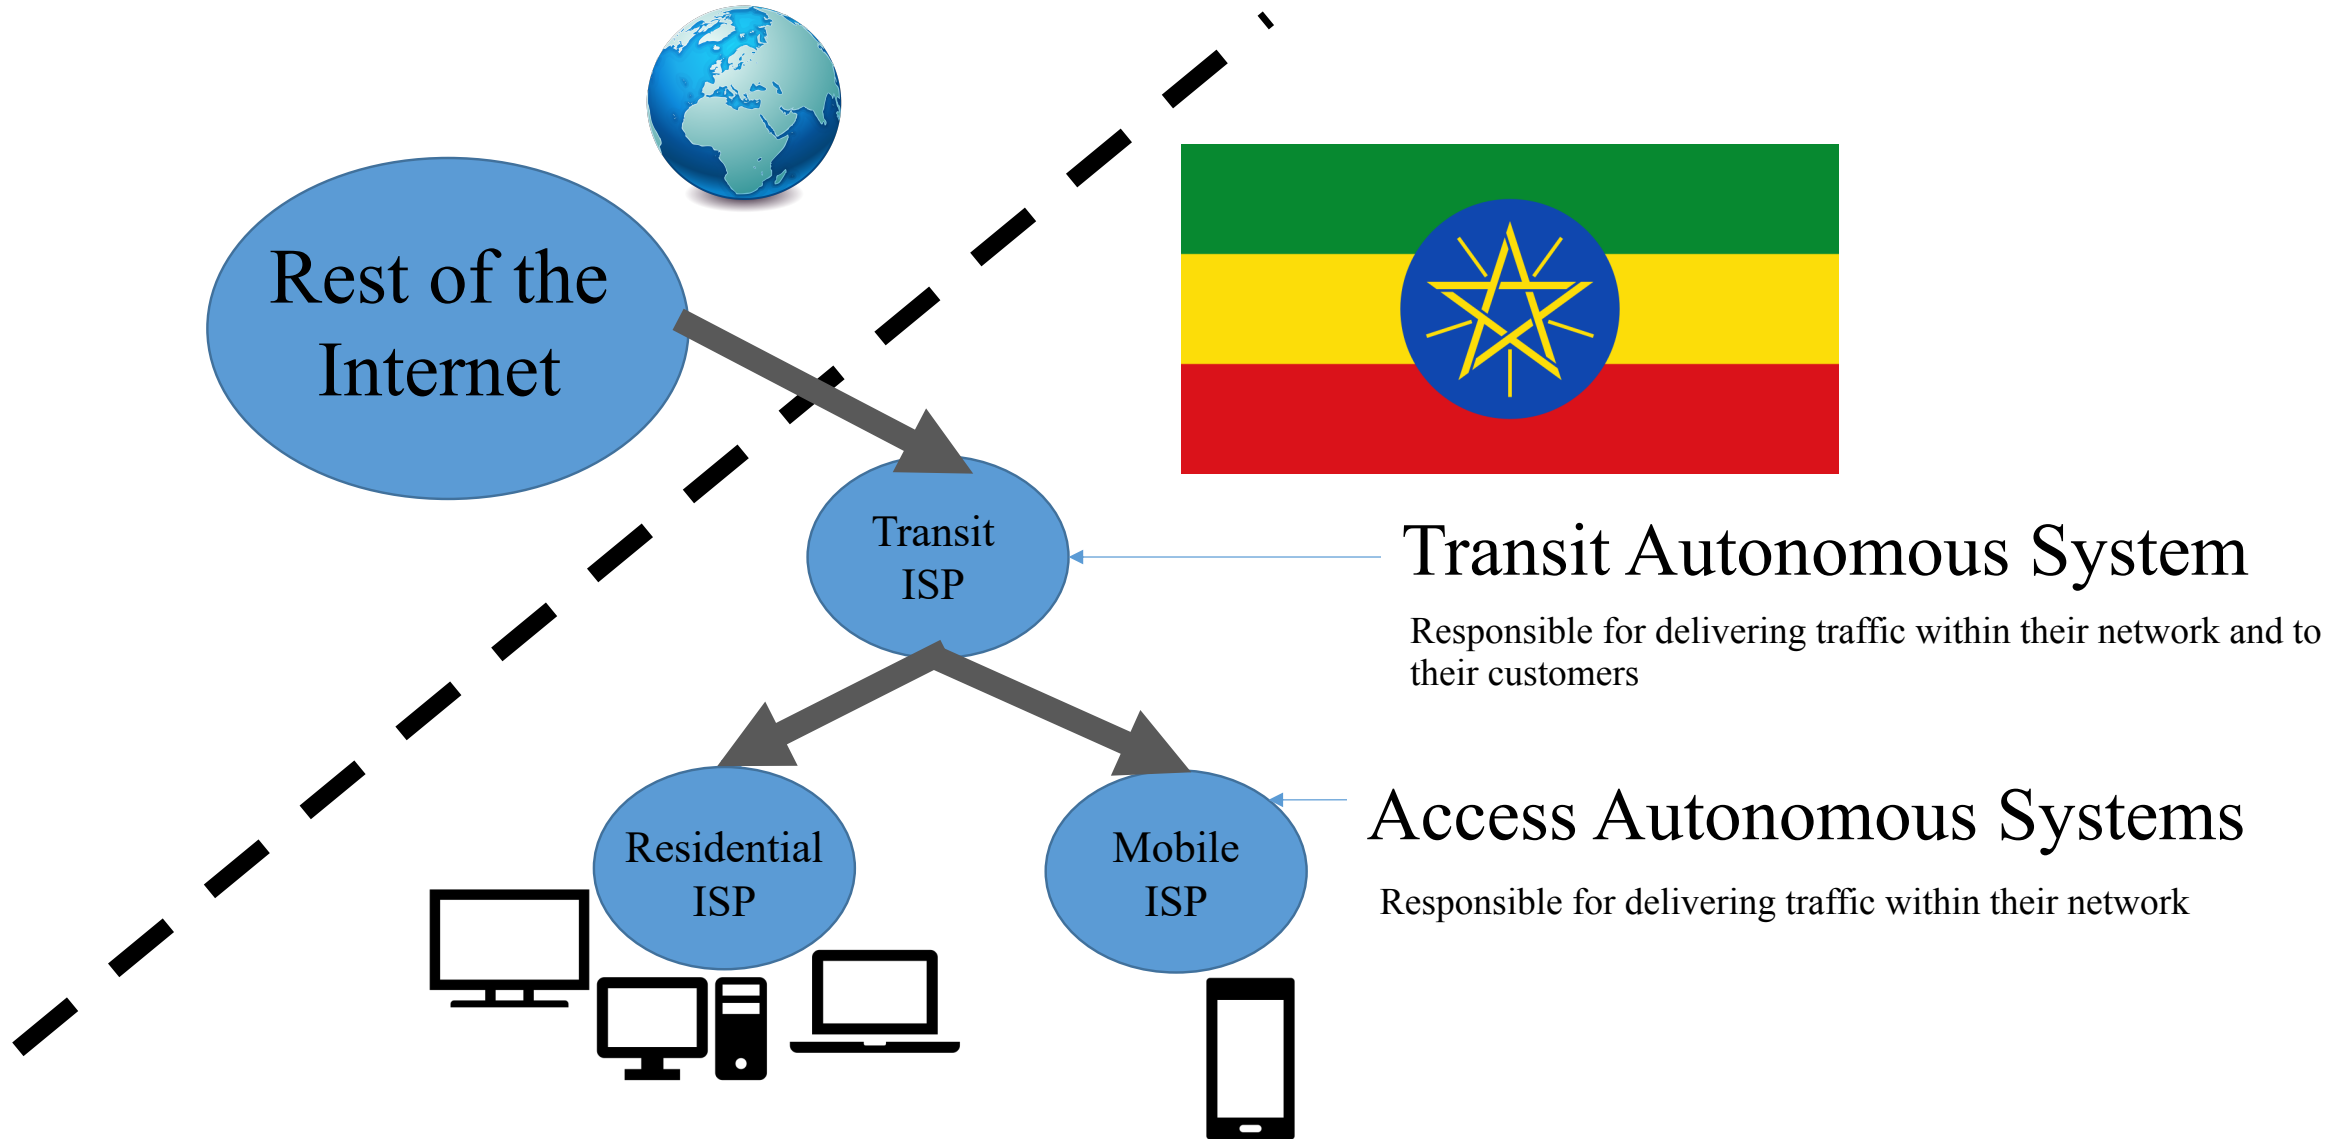 Rest of the
Internet
Transit
ISP
Transit Autonomous System
Responsible for delivering traffic within their network and to
their customers
Residential
ISP
Mobile
ISP
Access Autonomous Systems
Responsible for delivering traffic within their network